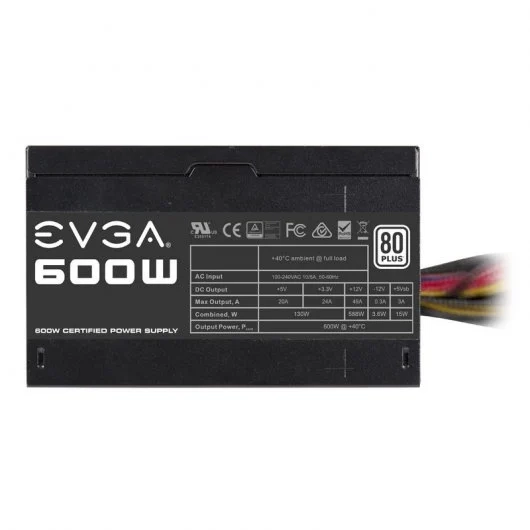 EVGA®
600W
600W CERTIFIED POWER SUPPLY
FC
80
PLUS
+40°C ambient @ full load
AC Input 100-240VAC 10/5A, 50-60Hz
DC Output +5V +3.3V +12V -12V +5Vsb
Max Output, A 20A 24A 49A 0.3A 3A
Combined, W 130W 588W 3.6W 15W
Output Power, Pcont 600W @ +40°C